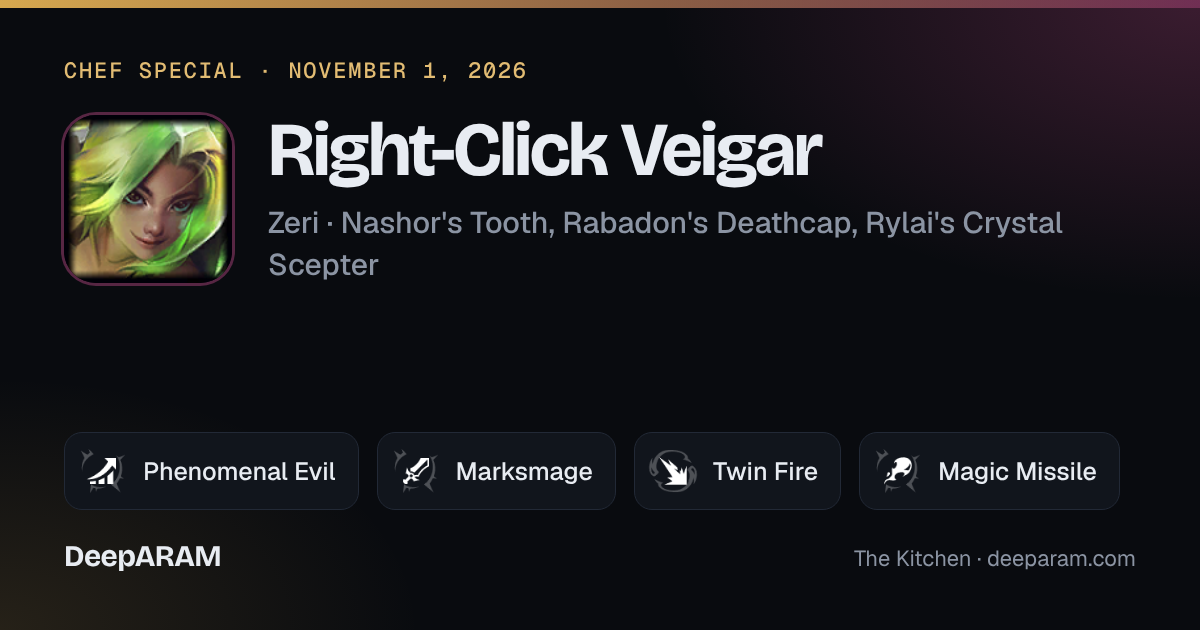 CHEF SPECIAL · NOVEMBER 1, 2026
Right-Click Veigar
Zeri · Nashor's Tooth, Rabadon's Deathcap, Rylai's Crystal
Scepter
Phenomenal Evil
Marksmage
Twin Fire
Magic Missile
DeepARAM
The Kitchen · deeparam.com